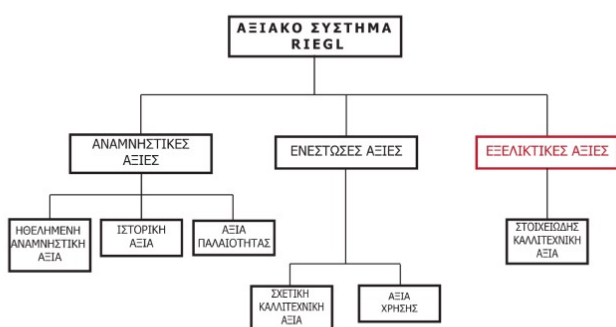 ΑΞΙΑΚΟ ΣΥΣΤΗΜΑ
RIEGL
ΑΝΑΜΝΗΣΤΙΚΕΣ
ΑΞΙΕΣ
ΕΝΕΣΤΩΣΕΣ ΑΞΙΕΣ
ΕΞΕΛΙΚΤΙΚΕΣ ΑΞΙΕΣ
ΗΘΕΛΗΜΕΝΗ
ΑΝΑΜΝΗΣΤΙΚΗ
ΑΞΙΑ
ΙΣΤΟΡΙΚΗ
ΑΞΙΑ
ΑΞΙΑ
ΠΑΛΑΙΟΤΗΤΑΣ
ΣΤΟΙΧΕΙΩΔΗΣ
ΚΑΛΛΙΤΕΧΝΙΚΗ
ΑΞΙΑ
ΣΧΕΤΙΚΗ
ΚΑΛΛΙΤΕΧΝΙΚΗ
ΑΞΙΑ
ΑΞΙΑ
ΧΡΗΣΗΣ